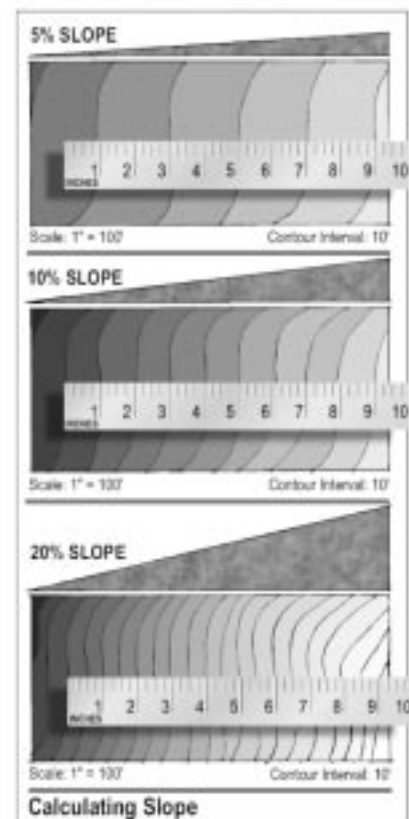 5% SLOPE
1 2 3 4 5 6 7 8 9 10
INCHES
Scale: 1" = 100' Contour Interval: 10'
10% SLOPE
1 2 3 4 5 6 7 8 9 10
INCHES
Scale: 1" = 100' Contour Interval: 10'
20% SLOPE
1 2 3 4 5 6 7 8 9 10
INCHES
Scale: 1" = 100' Contour Interval: 10'
Calculating Slope